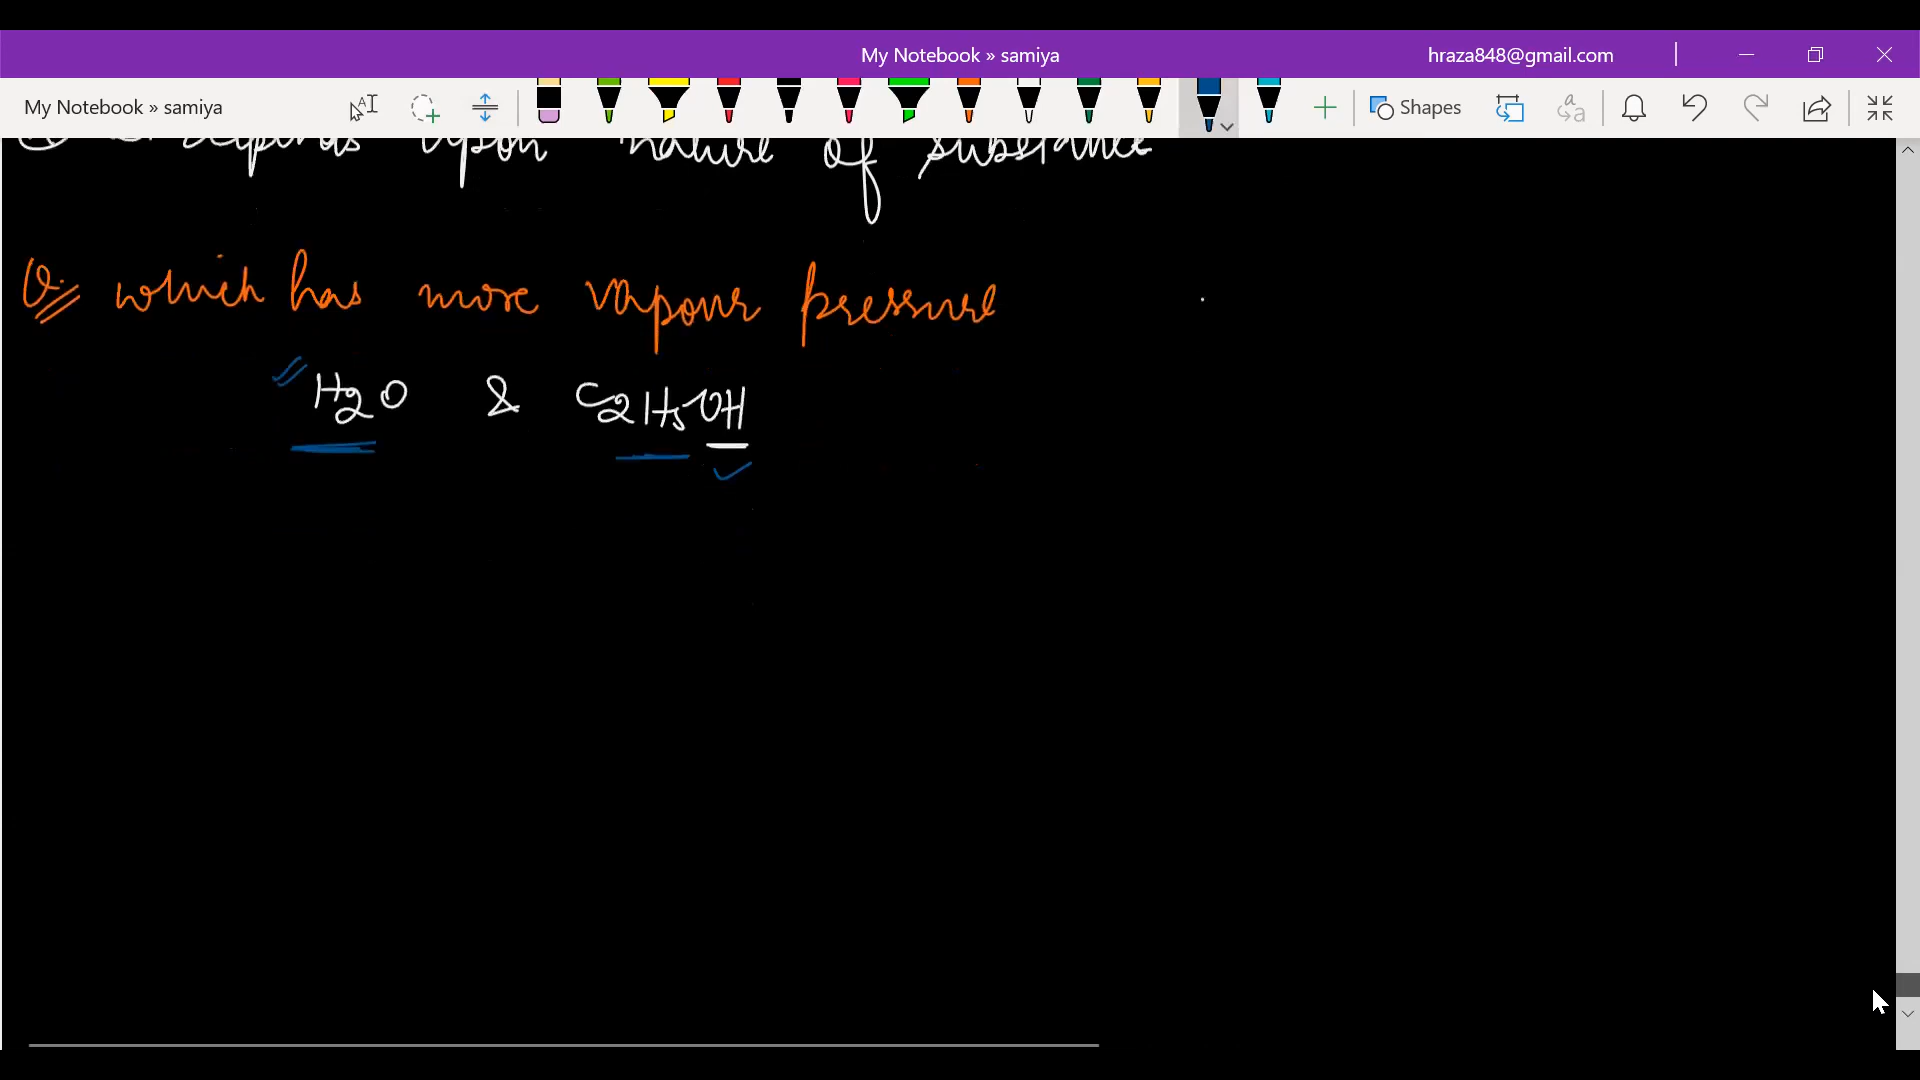 My Notebook » samiya
hraza848@gmail.com
My Notebook » samiya
Shapes
depends upon nature of substance
Q:- which has more vapour pressure
H2O & C2H5OH